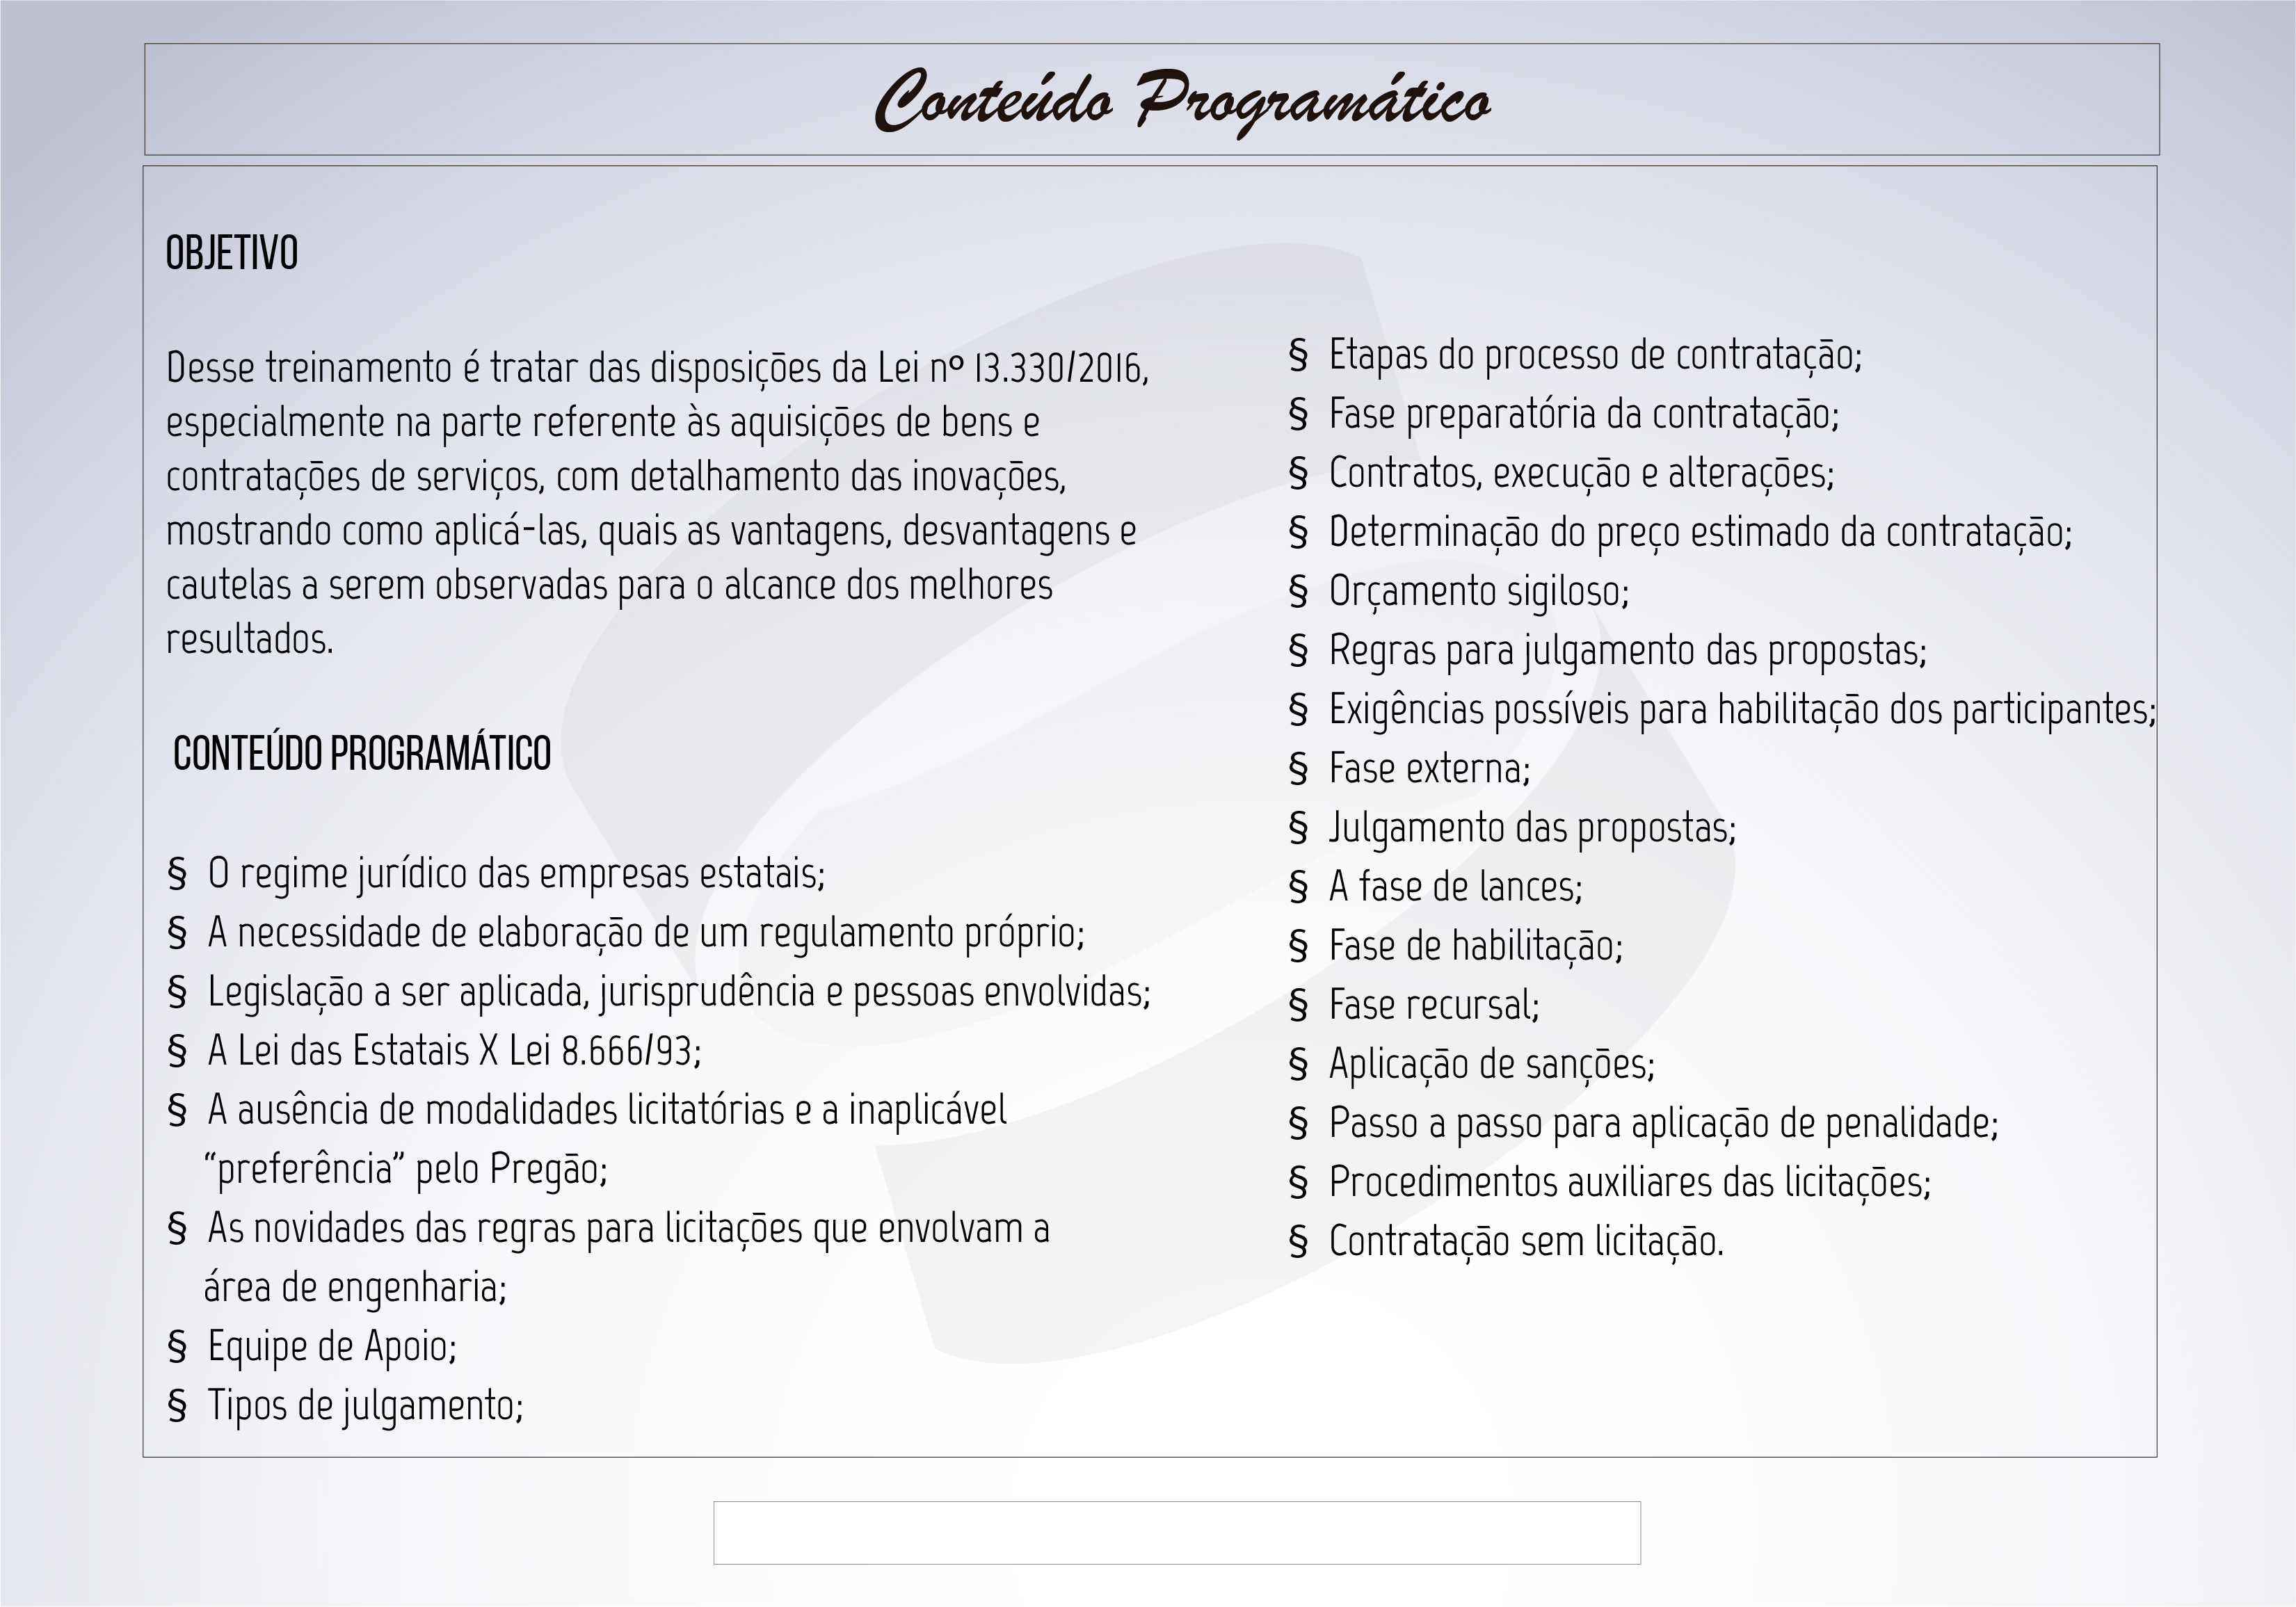 Conteúdo Programático
OBJETIVO
Desse treinamento é tratar das disposições da Lei nº 13.330/2016,
especialmente na parte referente às aquisições de bens e
contratações de serviços, com detalhamento das inovações,
mostrando como aplicá-las, quais as vantagens, desvantagens e
cautelas a serem observadas para o alcance dos melhores
resultados.
CONTEÚDO PROGRAMÁTICO
§ O regime jurídico das empresas estatais;
§ A necessidade de elaboração de um regulamento próprio;
§ Legislação a ser aplicada, jurisprudência e pessoas envolvidas;
§ A Lei das Estatais X Lei 8.666/93;
§ A ausência de modalidades licitatórias e a inaplicável
“preferência” pelo Pregão;
§ As novidades das regras para licitações que envolvam a
área de engenharia;
§ Equipe de Apoio;
§ Tipos de julgamento;
§ Etapas do processo de contratação;
§ Fase preparatória da contratação;
§ Contratos, execução e alterações;
§ Determinação do preço estimado da contratação;
§ Orçamento sigiloso;
§ Regras para julgamento das propostas;
§ Exigências possíveis para habilitação dos participantes;
§ Fase externa;
§ Julgamento das propostas;
§ A fase de lances;
§ Fase de habilitação;
§ Fase recursal;
§ Aplicação de sanções;
§ Passo a passo para aplicação de penalidade;
§ Procedimentos auxiliares das licitações;
§ Contratação sem licitação.